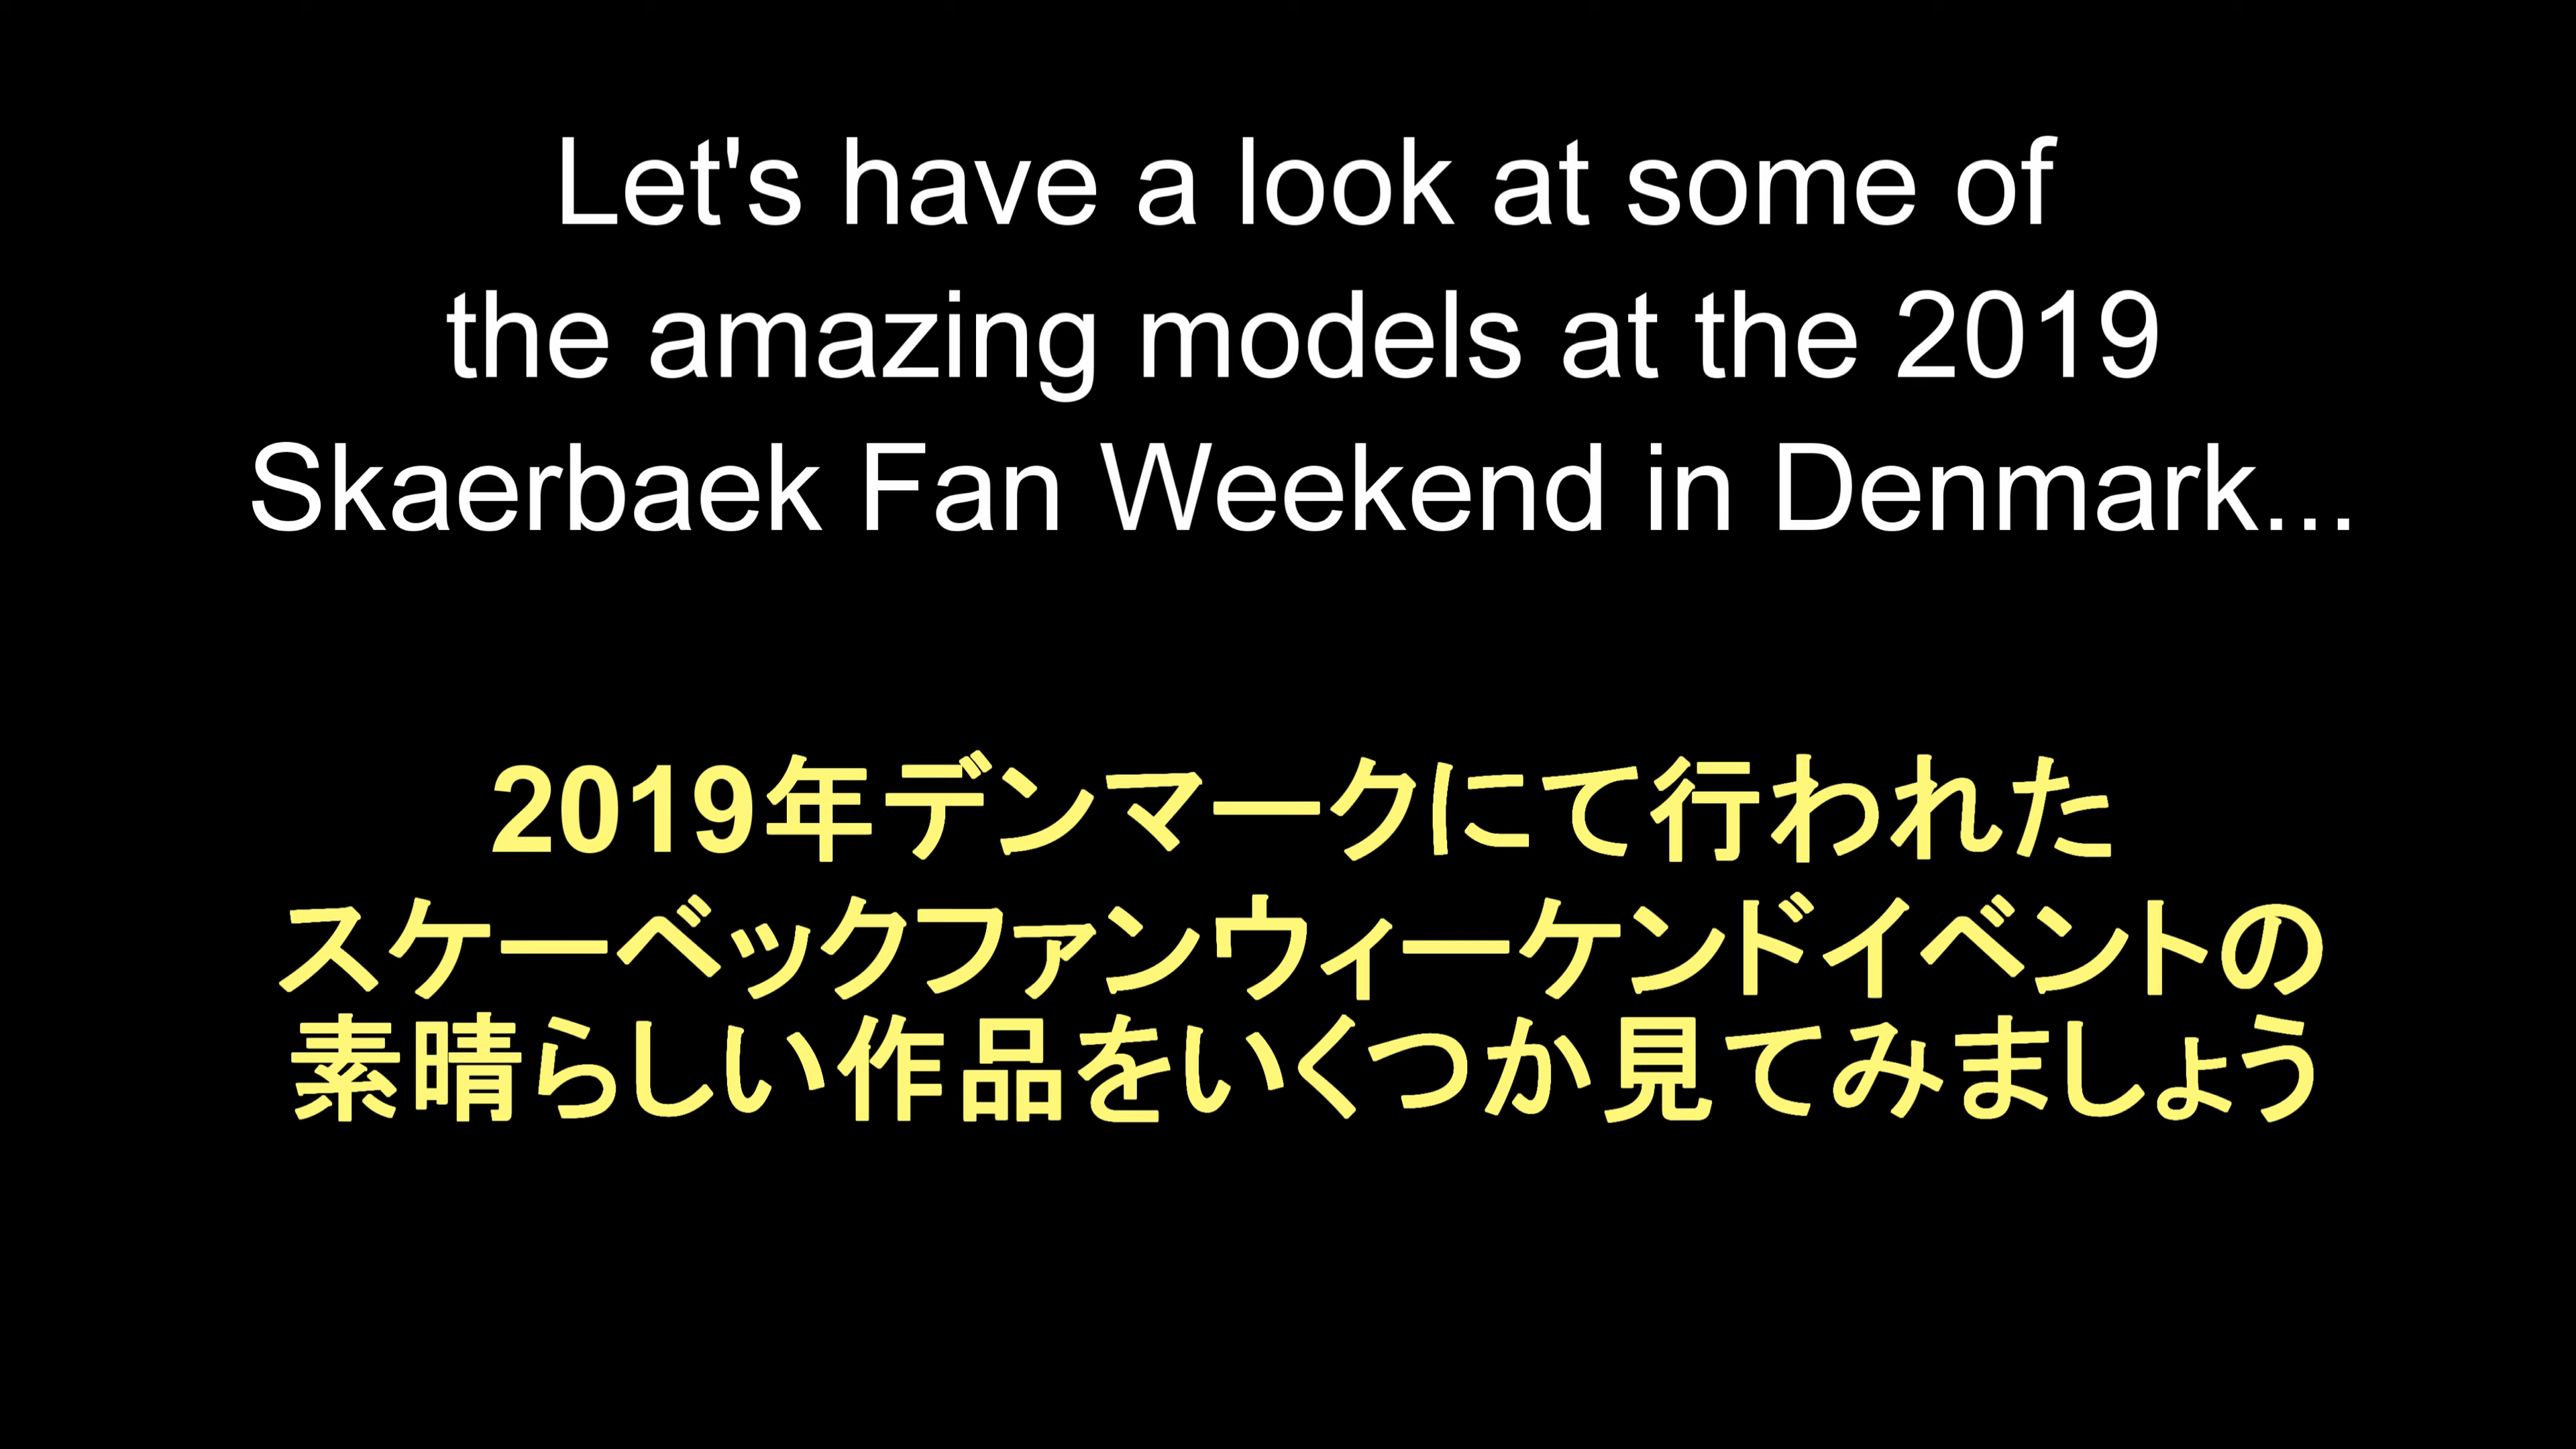 Let's have a look at some of
the amazing models at the 2019
Skaerbaek Fan Weekend in Denmark...
2019年デンマークにて行われた
スケーベックファンウィーケンドイベントの
素晴らしい作品をいくつか見てみましょう